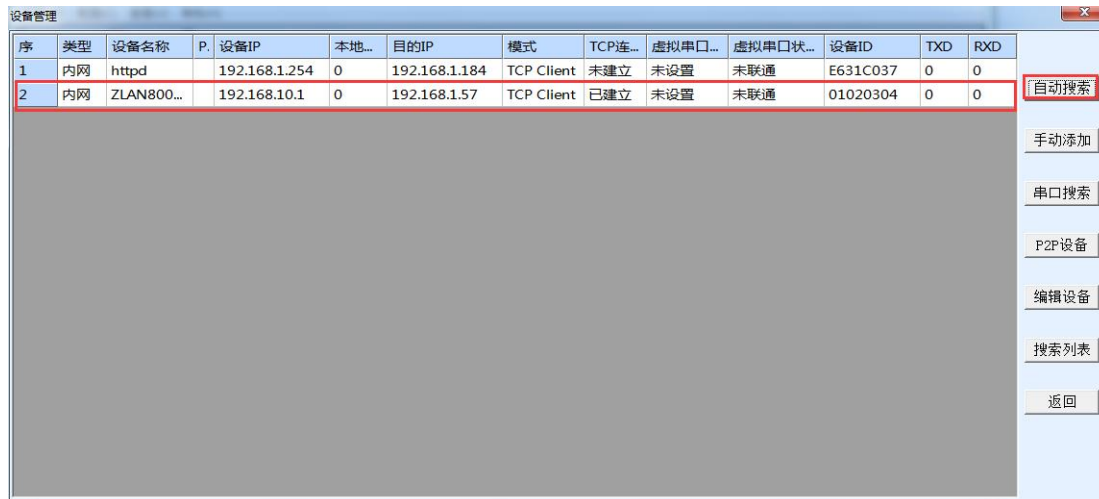 设备管理
序 类型 设备名称 P. 设备IP 本地... 目的IP 模式 TCP连... 虚拟串口... 虚拟串口状... 设备ID TXD RXD
1 内网 httpd 192.168.1.254 0 192.168.1.184 TCP Client 未建立 未设置 未联通 E631C037 0 0
2 内网 ZLAN800... 192.168.10.1 0 192.168.1.57 TCP Client 已建立 未设置 未联通 01020304 0 0
自动搜索
手动添加
串口搜索
P2P设备
编辑设备
搜索列表
返回